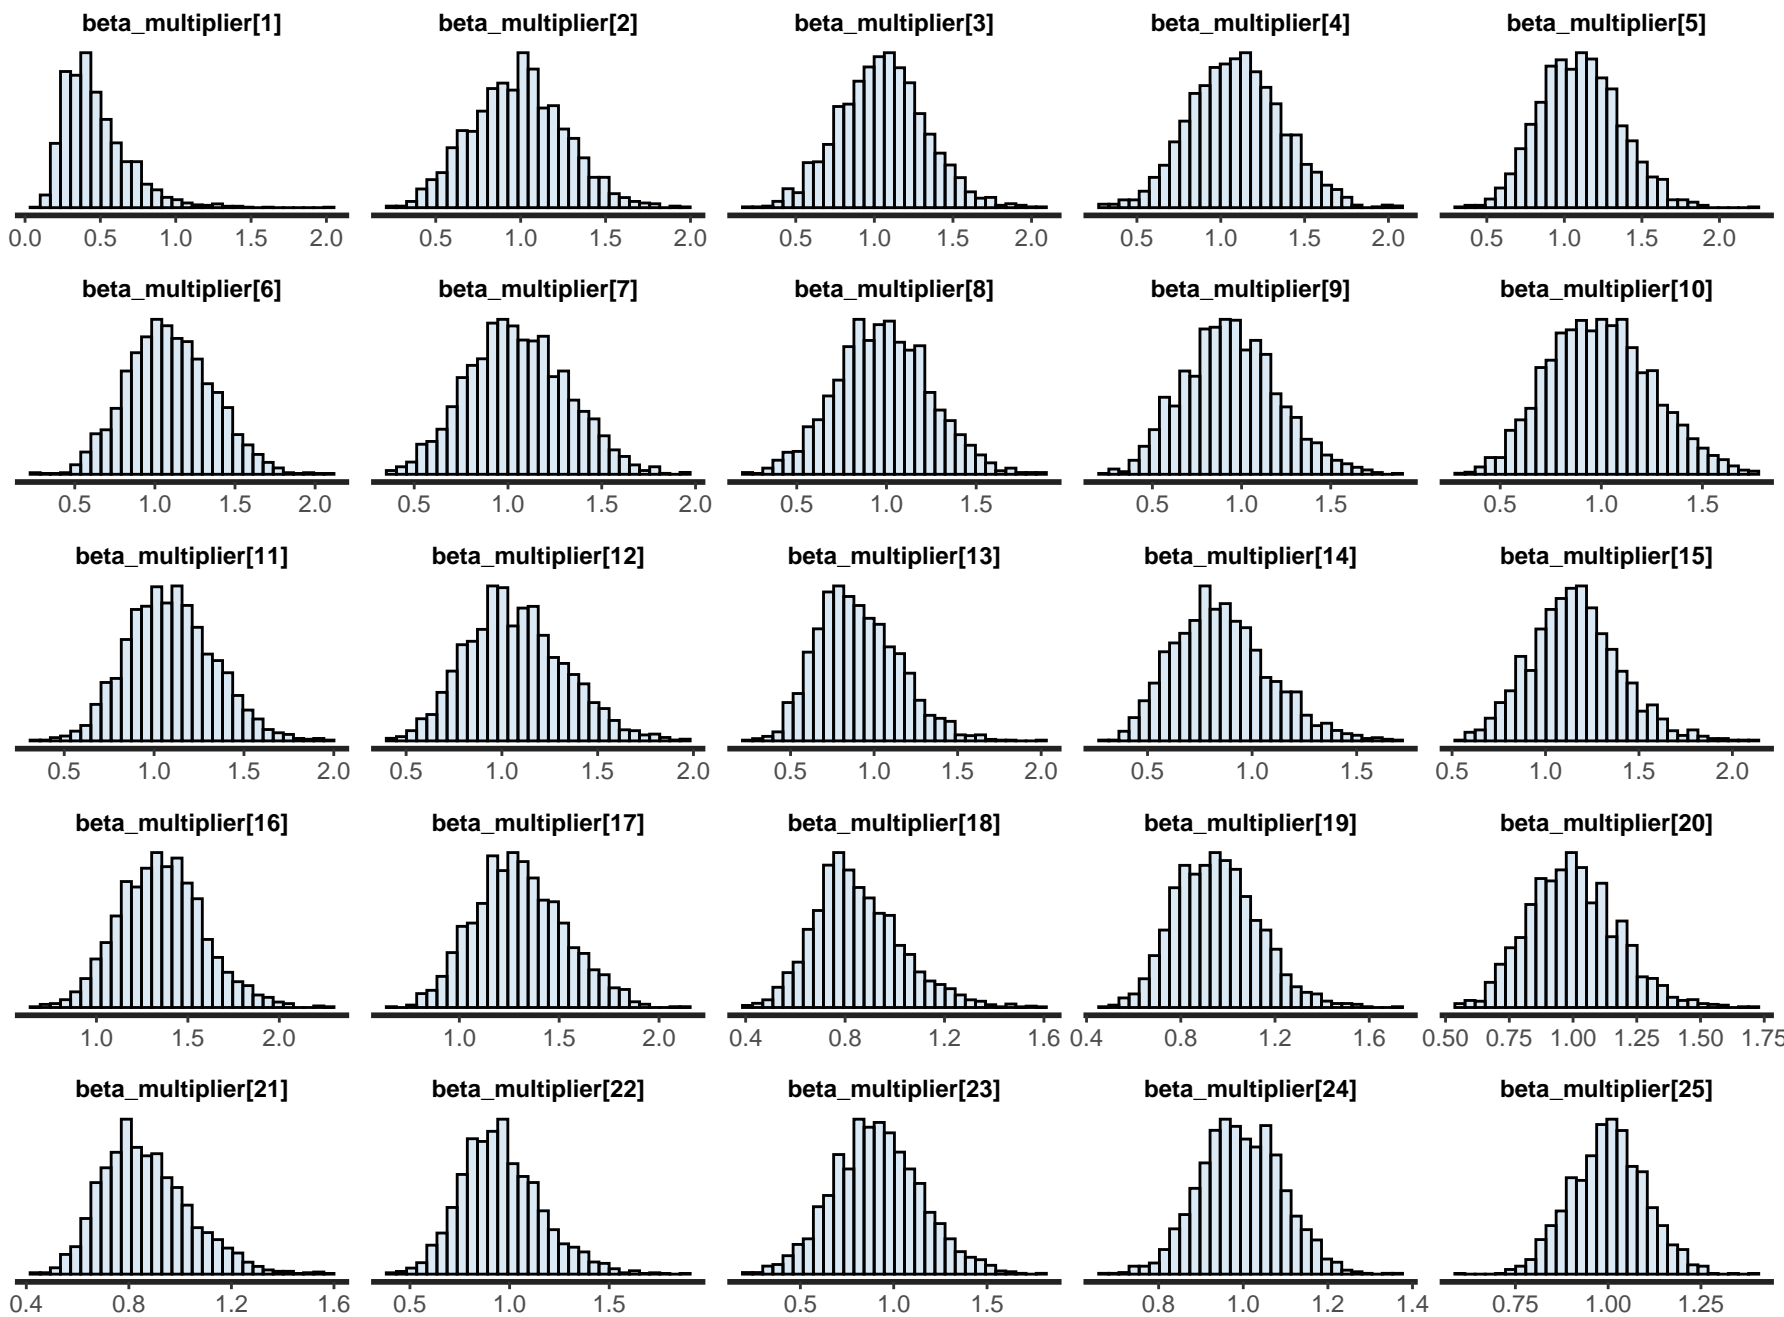 beta_multiplier[1] beta_multiplier[2] beta_multiplier[3] beta_multiplier[4] beta_multiplier[5]
0.0 0.5 1.0 1.5 2.0 0.5 1.0 1.5 2.0 0.5 1.0 1.5 2.0 0.5 1.0 1.5 2.0 0.5 1.0 1.5 2.0
beta_multiplier[6] beta_multiplier[7] beta_multiplier[8] beta_multiplier[9] beta_multiplier[10]
0.5 1.0 1.5 2.0 0.5 1.0 1.5 2.0 0.5 1.0 1.5 0.5 1.0 1.5 0.5 1.0 1.5
beta_multiplier[11] beta_multiplier[12] beta_multiplier[13] beta_multiplier[14] beta_multiplier[15]
0.5 1.0 1.5 2.0 0.5 1.0 1.5 2.0 0.5 1.0 1.5 2.0 0.5 1.0 1.5 0.5 1.0 1.5 2.0
beta_multiplier[16] beta_multiplier[17] beta_multiplier[18] beta_multiplier[19] beta_multiplier[20]
1.0 1.5 2.0 1.0 1.5 2.0 0.4 0.8 1.2 1.6 0.4 0.8 1.2 1.6 0.50 0.75 1.00 1.25 1.50 1.75
beta_multiplier[21] beta_multiplier[22] beta_multiplier[23] beta_multiplier[24] beta_multiplier[25]
0.4 0.8 1.2 1.6 0.5 1.0 1.5 0.5 1.0 1.5 0.8 1.0 1.2 1.4 0.75 1.00 1.25